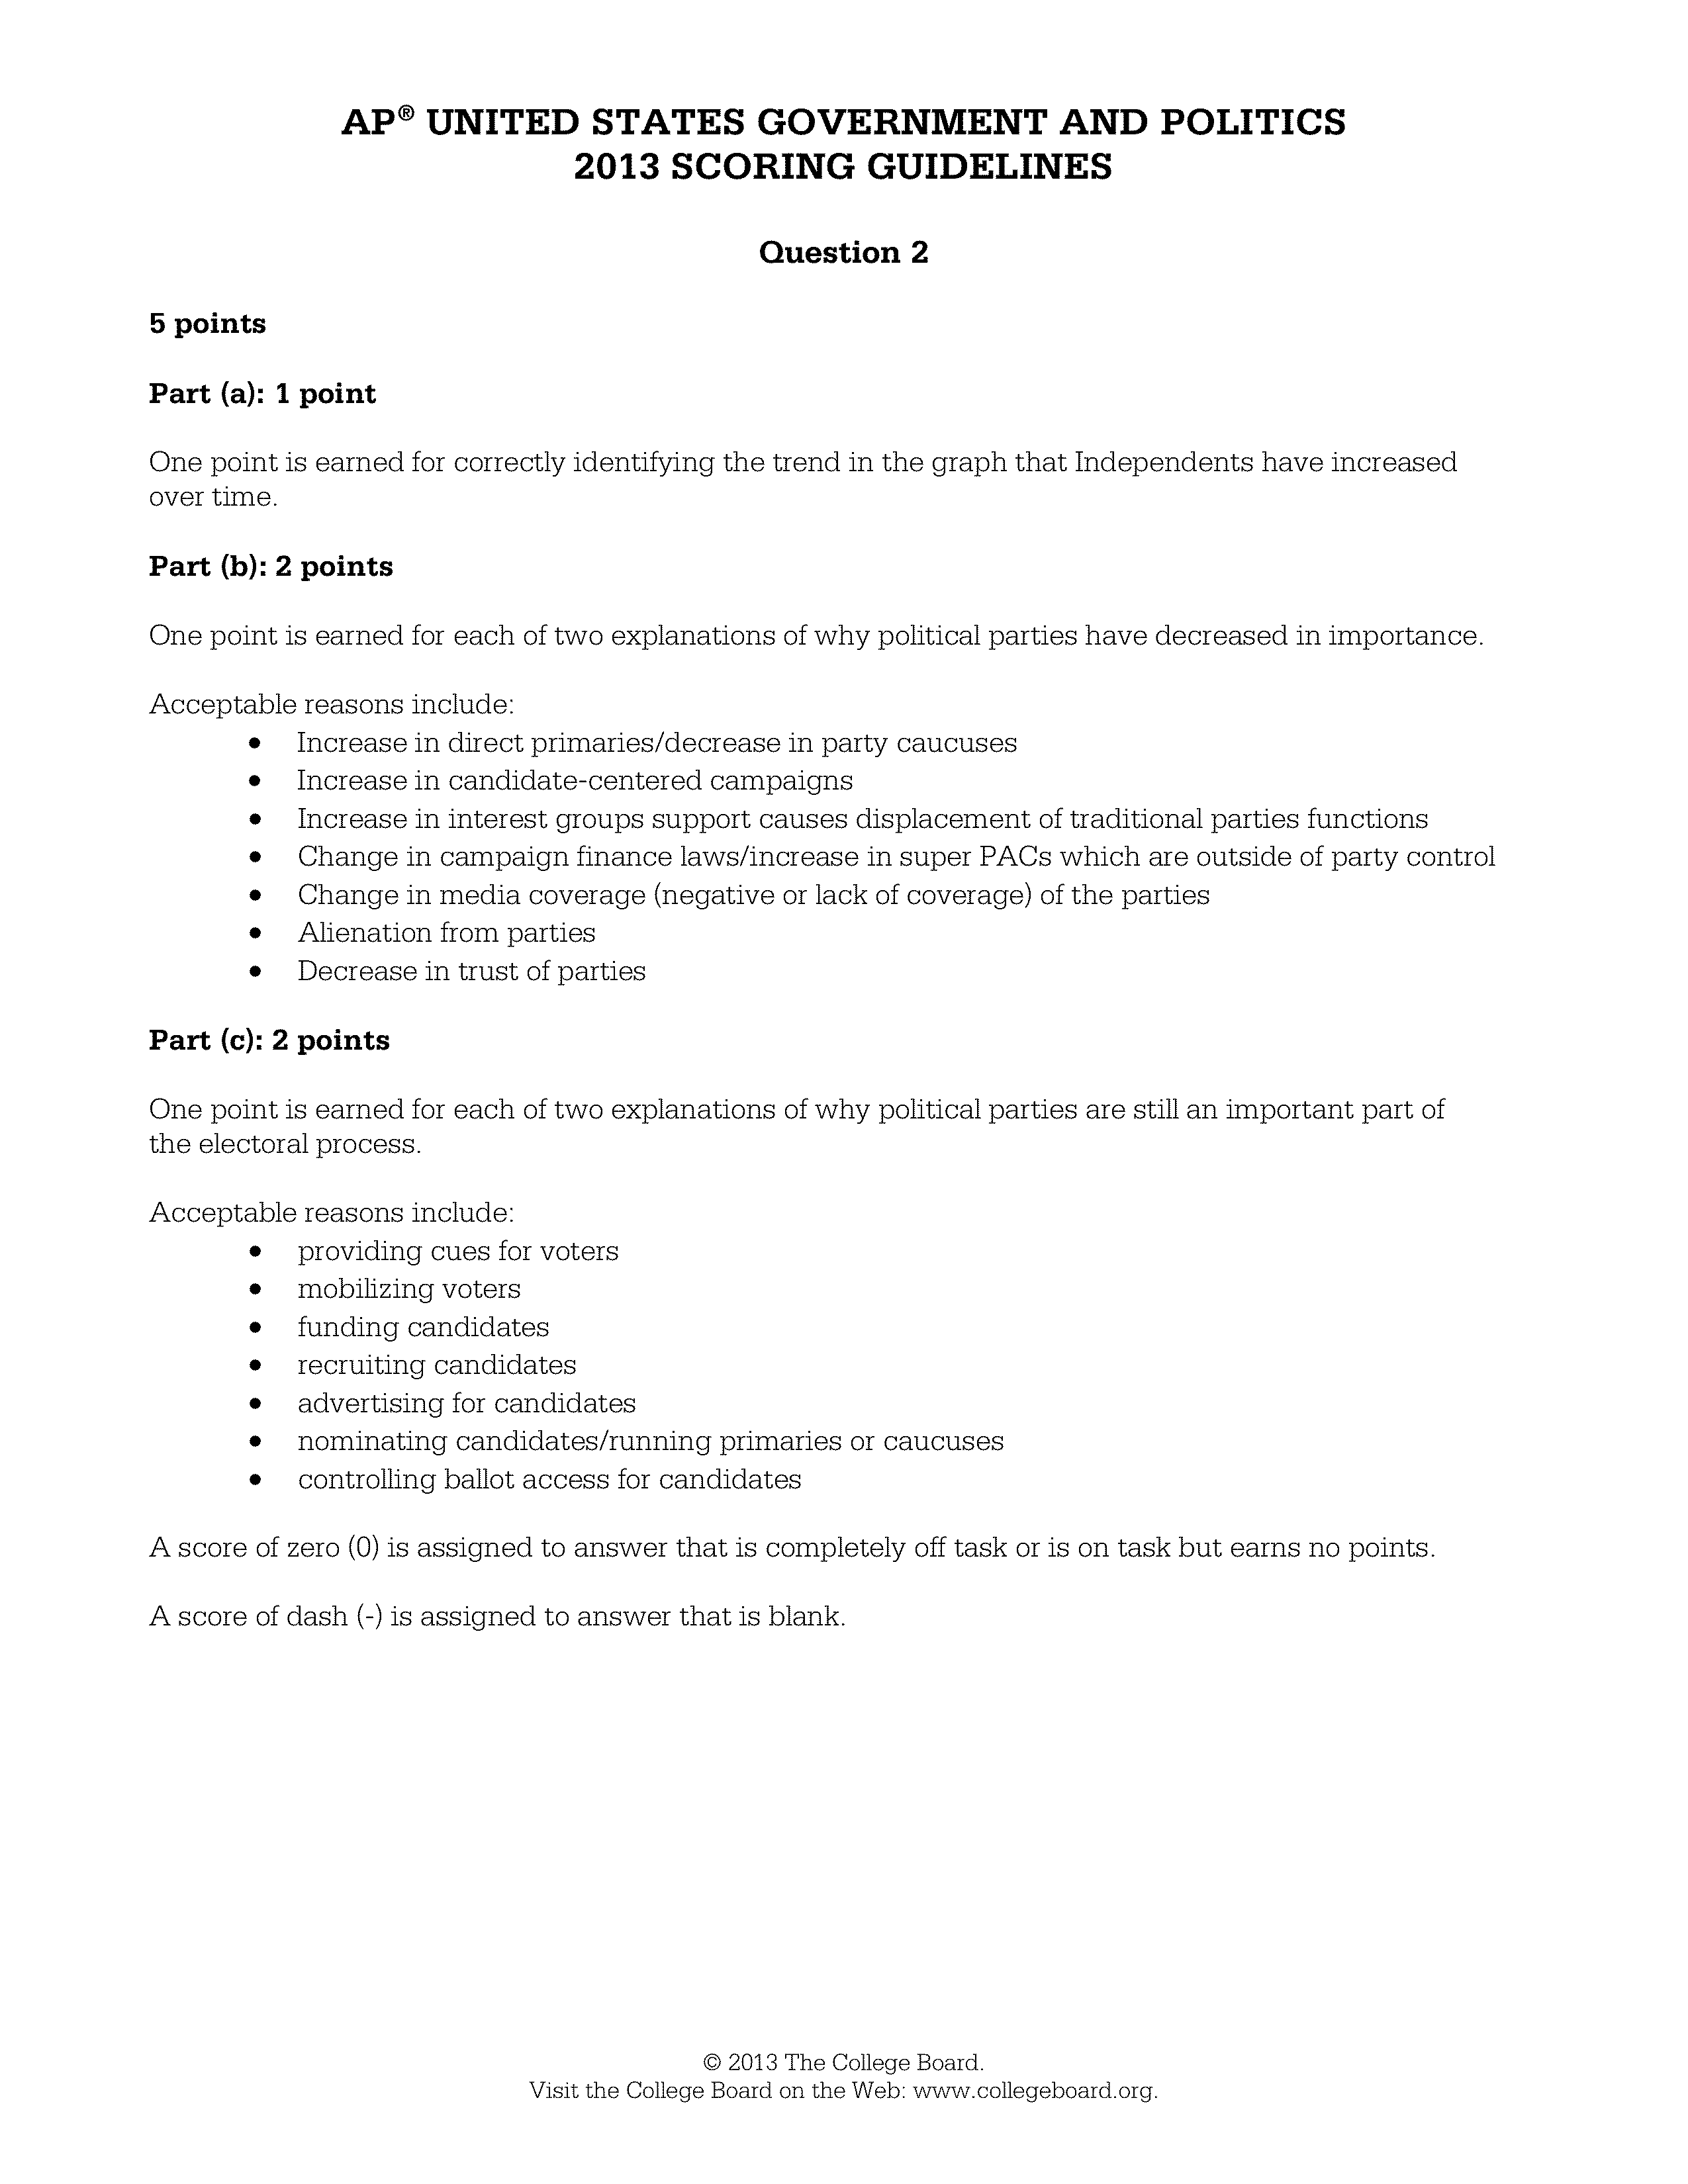 AP® UNITED STATES GOVERNMENT AND POLITICS
2013 SCORING GUIDELINES
Question 2
5 points
Part (a): 1 point
One point is earned for correctly identifying the trend in the graph that Independents have increased
over time.
Part (b): 2 points
One point is earned for each of two explanations of why political parties have decreased in importance.
Acceptable reasons include:
• Increase in direct primaries/decrease in party caucuses
• Increase in candidate-centered campaigns
• Increase in interest groups support causes displacement of traditional parties functions
• Change in campaign finance laws/increase in super PACs which are outside of party control
• Change in media coverage (negative or lack of coverage) of the parties
• Alienation from parties
• Decrease in trust of parties
Part (c): 2 points
One point is earned for each of two explanations of why political parties are still an important part of
the electoral process.
Acceptable reasons include:
• providing cues for voters
• mobilizing voters
• funding candidates
• recruiting candidates
• advertising for candidates
• nominating candidates/running primaries or caucuses
• controlling ballot access for candidates
A score of zero (0) is assigned to answer that is completely off task or is on task but earns no points.
A score of dash (-) is assigned to answer that is blank.
© 2013 The College Board.
Visit the College Board on the Web: www.collegeboard.org.